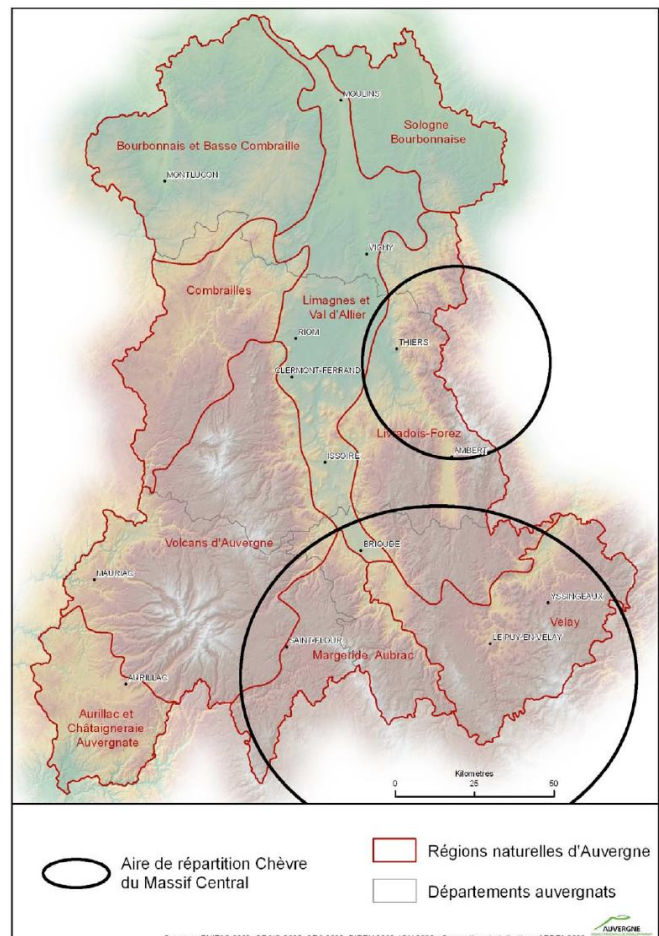 MOULINS
Sologne
Bourbonnaise
Bourbonnais et Basse Combraille
MONTLUCON
VICHY
Combrailles
Limagnes et
Val d'Allier
RIOM
THIERS
CLERMONT-FERRAND
Livradois-Forez
AMBERT
ISSOIRE
Volcans d'Auvergne
BRIOUDE
MAURIAC
YSSINGEAUX
Velay
SAINT-FLOUR
LE PUY-EN-VELAY
Margeride Aubrac
AURILLAC
Aurillac et
Châtaigneraie
Auvergnate
Kilomètres
0 25 50
Aire de répartition Chèvre
du Massif Central
Régions naturelles d'Auvergne
Départements auvergnats
AUVERGNE